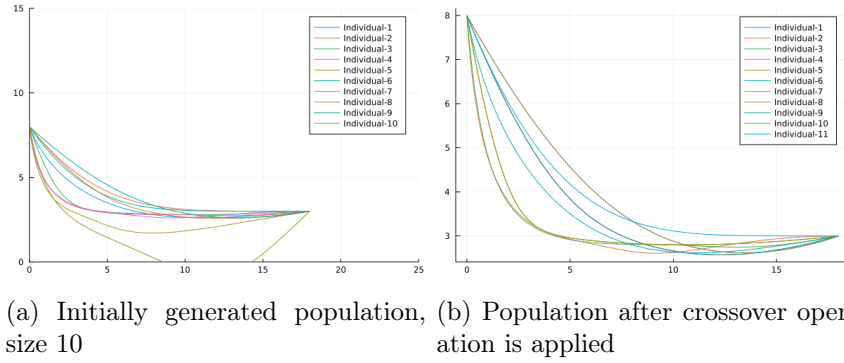 15
10
5
0
0
5
10
15
20
25
Individual-1
Individual-2
Individual-3
Individual-4
Individual-5
Individual-6
Individual-7
Individual-8
Individual-9
Individual-10
8
7
6
5
4
3
0
5
10
15
Individual-1
Individual-2
Individual-3
Individual-4
Individual-5
Individual-6
Individual-7
Individual-8
Individual-9
Individual-10
Individual-11
(a) Initially generated population,
size 10
(b) Population after crossover oper
ation is applied